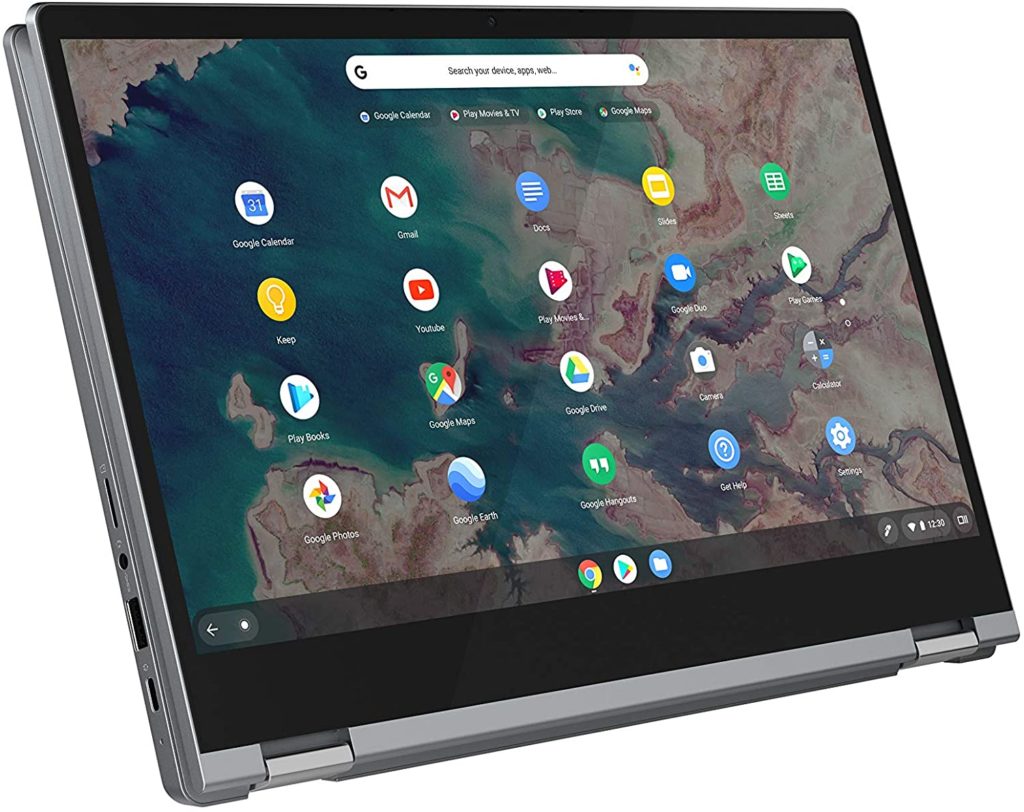 G Search your device, apps, web...
Google Calendar Play Movies & TV Play Store Google Maps
31
Google Calendar Gmail Docs Slides Sheets
Keep Youtube Play Movies &... Google Duo Play Games
G
Play Books Google Maps Google Drive Camera Calculator
Google Photos Google Earth Google Hangouts Get Help Settings
12:30